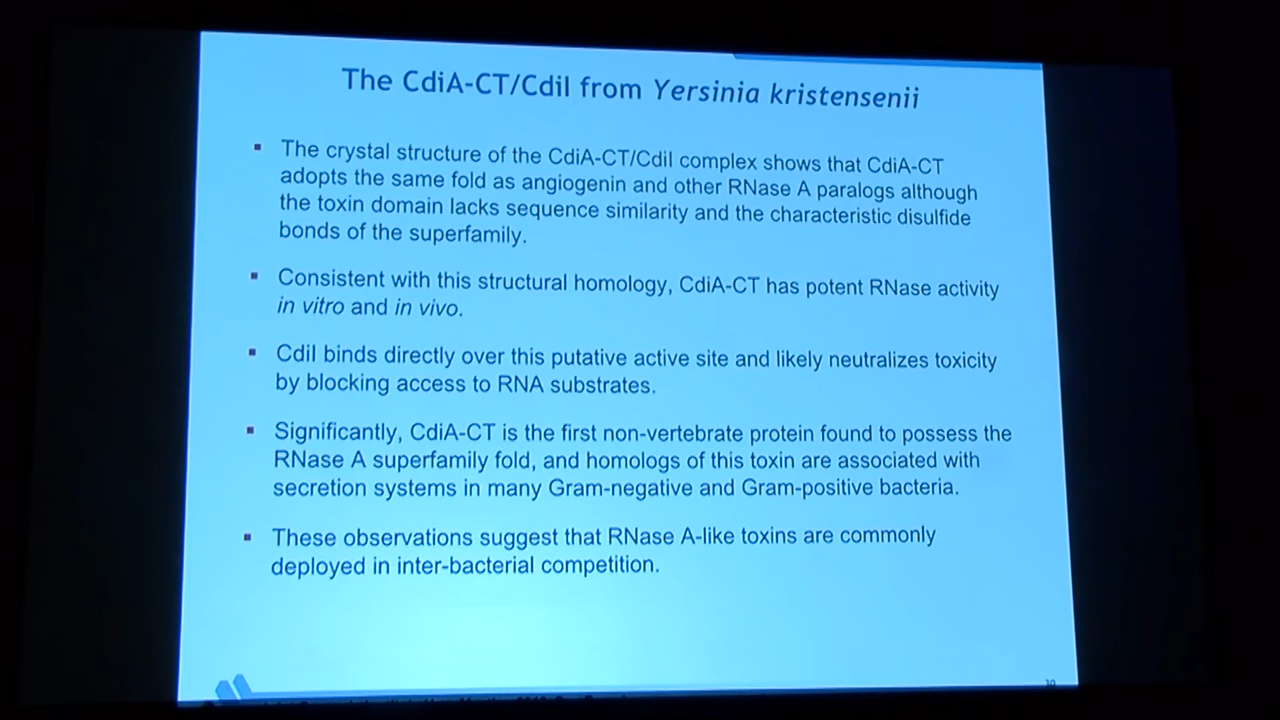 The CdiA-CT/CdiI from Yersinia kristensenii
▪ The crystal structure of the CdiA-CT/CdiI complex shows that CdiA-CT
adopts the same fold as angiogenin and other RNase A paralogs although
the toxin domain lacks sequence similarity and the characteristic disulfide
bonds of the superfamily.
▪ Consistent with this structural homology, CdiA-CT has potent RNase activity
in vitro and in vivo.
▪ CdiI binds directly over this putative active site and likely neutralizes toxicity
by blocking access to RNA substrates.
▪ Significantly, CdiA-CT is the first non-vertebrate protein found to possess the
RNase A superfamily fold, and homologs of this toxin are associated with
secretion systems in many Gram-negative and Gram-positive bacteria.
▪ These observations suggest that RNase A-like toxins are commonly
deployed in inter-bacterial competition.